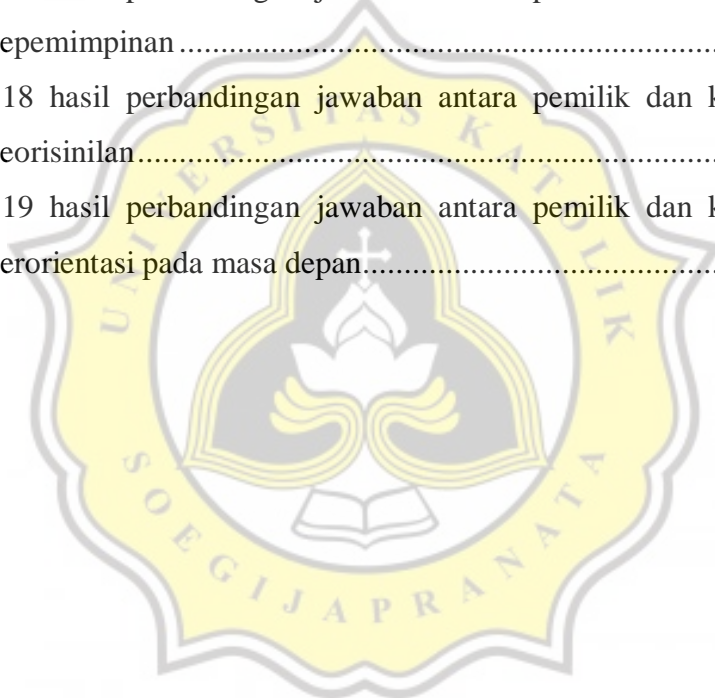 epemimpinan ........................................................................
18 hasil perbandingan jawaban antara pemilik dan k
eorisinilan........................................................................
19 hasil perbandingan jawaban antara pemilik dan k
erorientasi pada masa depan........................................................
UNIVERSITAS KATOLIK
SOEGIJAPRANATA